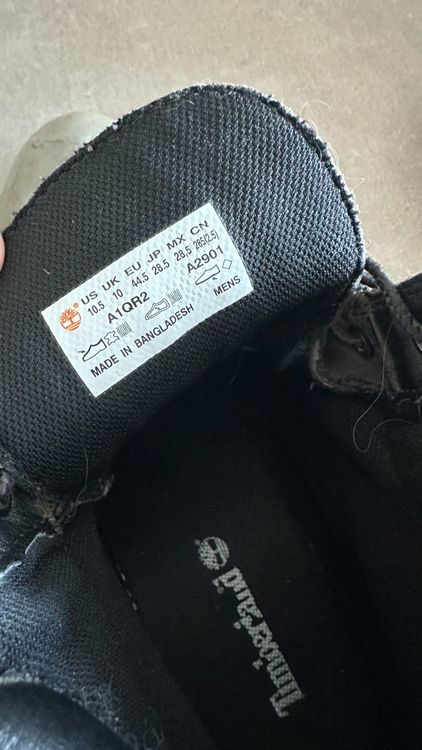 US UK EU JP MX CN
10.5 10 44.5 28.5 28.5 285(2.5)
A1QR2 A2901
MADE IN BANGLADESH MENS
Timberland